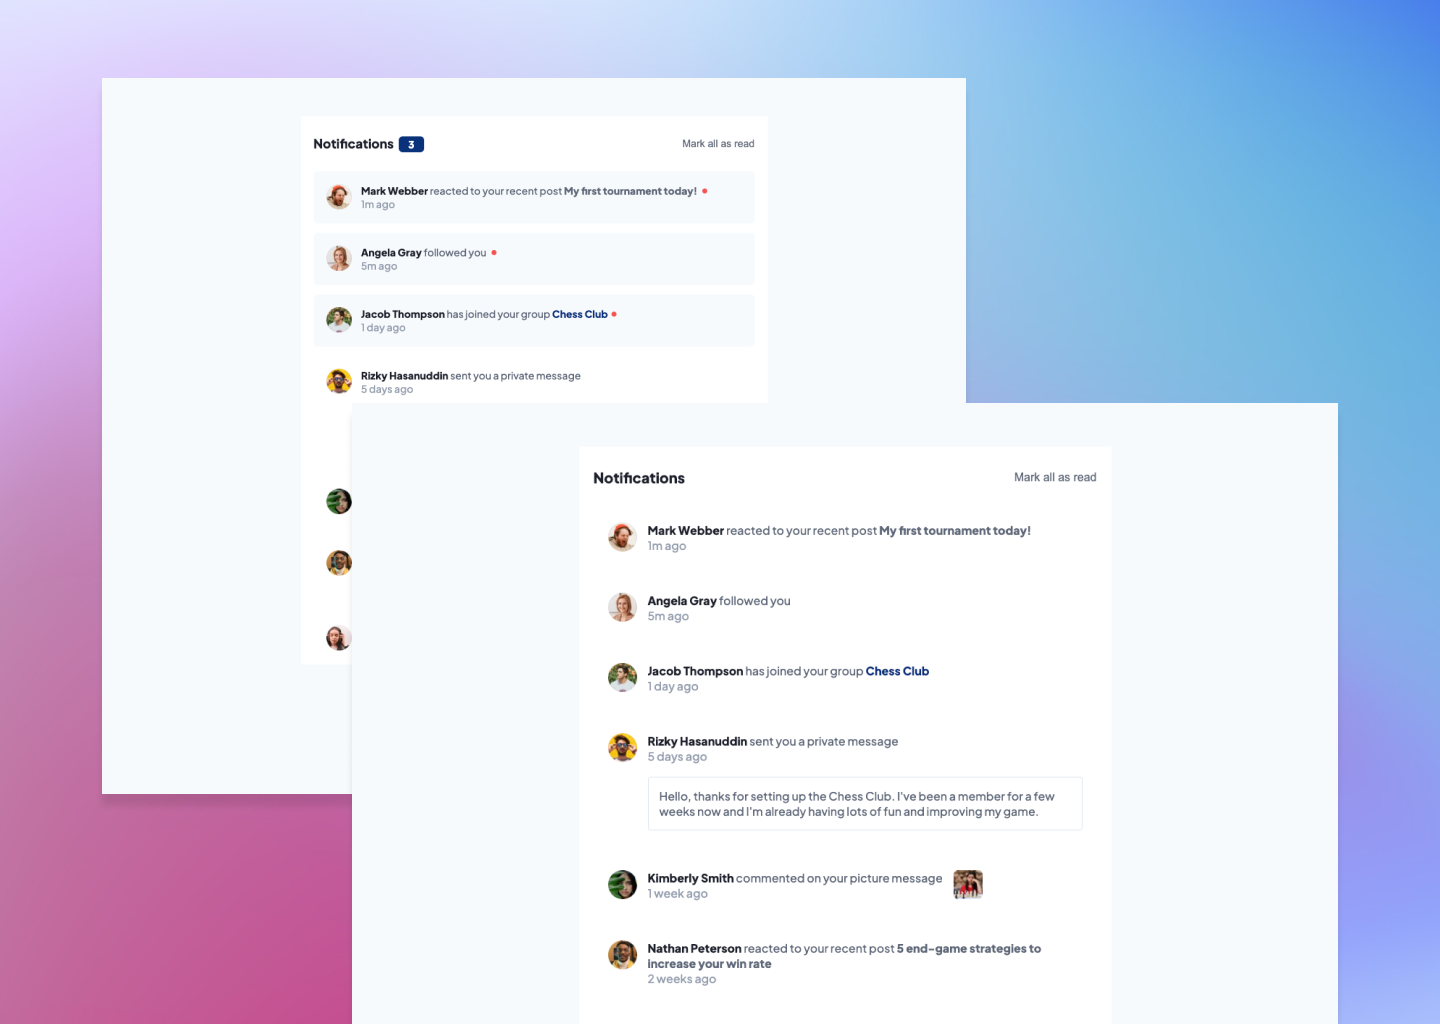 Notifications 3 Mark all as read
Mark Webber reacted to your recent post My first tournament today!
1m ago
Angela Gray followed you
5m ago
Jacob Thompson has joined your group Chess Club
1 day ago
Rizky Hasanuddin sent you a private message
5 days ago
Notifications Mark all as read
Mark Webber reacted to your recent post My first tournament today!
1m ago
Angela Gray followed you
5m ago
Jacob Thompson has joined your group Chess Club
1 day ago
Rizky Hasanuddin sent you a private message
5 days ago
Hello, thanks for setting up the Chess Club. I've been a member for a few
weeks now and I'm already having lots of fun and improving my game.
Kimberly Smith commented on your picture message
1 week ago
Nathan Peterson reacted to your recent post 5 end-game strategies to
increase your win rate
2 weeks ago